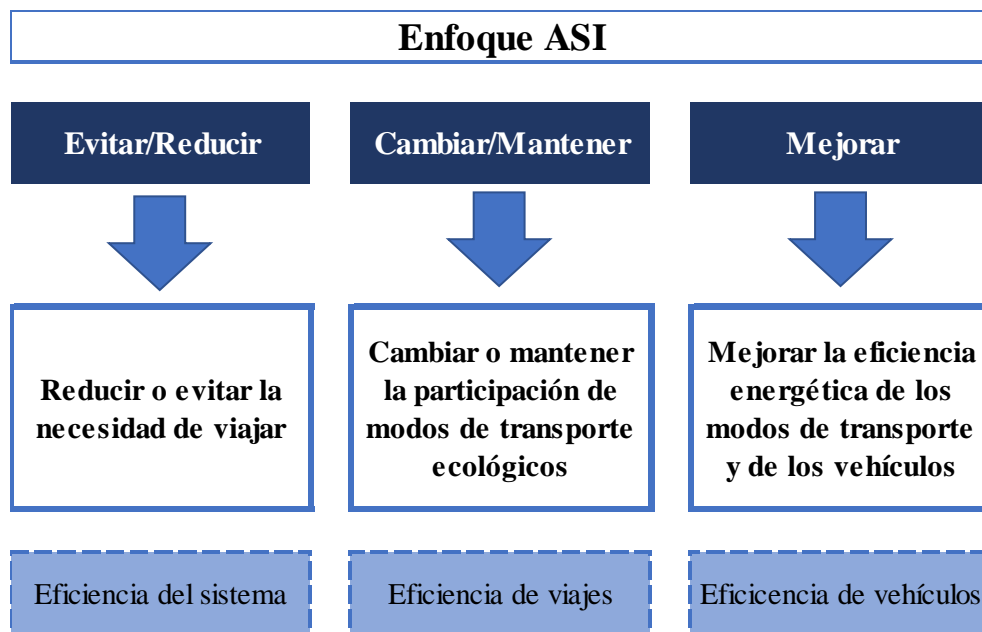 Enfoque ASI
Evitar/Reducir
Cambiar/Mantener
Mejorar
Reducir o evitar la
necesidad de viajar
Cambiar o mantener
la participación de
modos de transporte
ecológicos
Mejorar la eficiencia
energética de los
modos de transporte
y de los vehículos
Eficiencia del sistema
Eficiencia de viajes
Eficicencia de vehículos